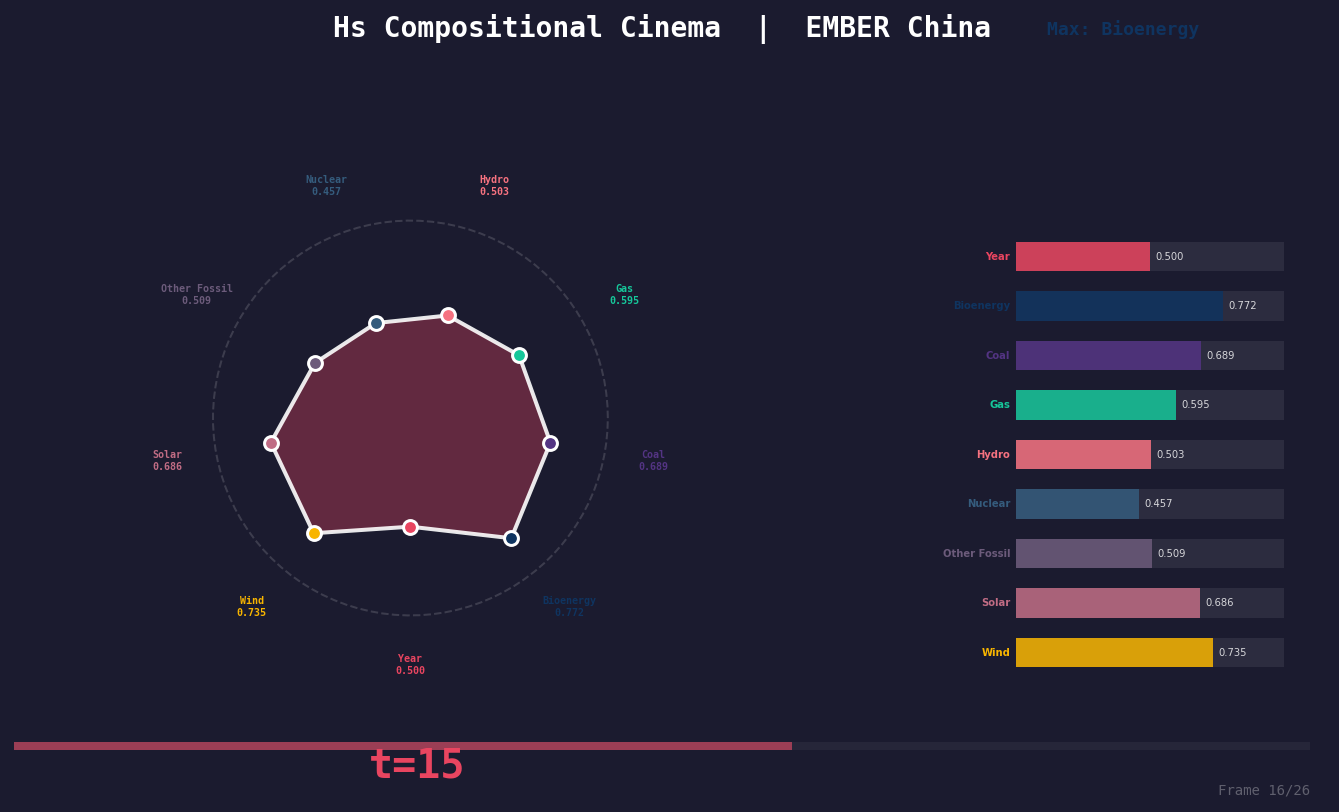 Hs Compositional Cinema | EMBER China
Max: Bioenergy
Nuclear
0.457
Hydro
0.503
Other Fossil
0.509
Gas
0.595
Solar
0.686
Coal
0.689
Wind
0.735
Bioenergy
0.772
Year
0.500
Year 0.500
Bioenergy 0.772
Coal 0.689
Gas 0.595
Hydro 0.503
Nuclear 0.457
Other Fossil 0.509
Solar 0.686
Wind 0.735
t=15
Frame 16/26